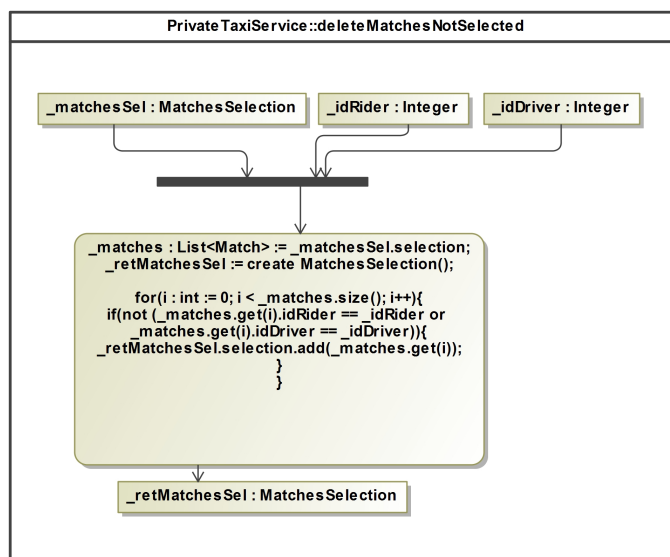 PrivateTaxiService::deleteMatchesNotSelected
_matchesSel : MatchesSelection
_idRider : Integer
_idDriver : Integer
_matches : List<Match> := _matchesSel.selection;
_retMatchesSel := create MatchesSelection();
for(i : int := 0; i < _matches.size(); i++){
if(not (_matches.get(i).idRider == _idRider or
_matches.get(i).idDriver == _idDriver)){
_retMatchesSel.selection.add(_matches.get(i));
}
}
_retMatchesSel : MatchesSelection